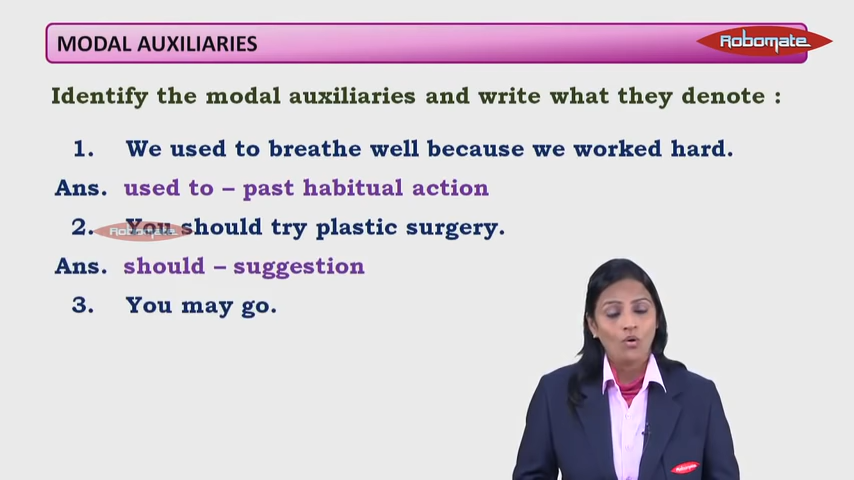 MODAL AUXILIARIES
Robomate
Identify the modal auxiliaries and write what they denote :
1. We used to breathe well because we worked hard.
Ans. used to – past habitual action
2. You should try plastic surgery.
Robomate
Ans. should – suggestion
3. You may go.
Robomate